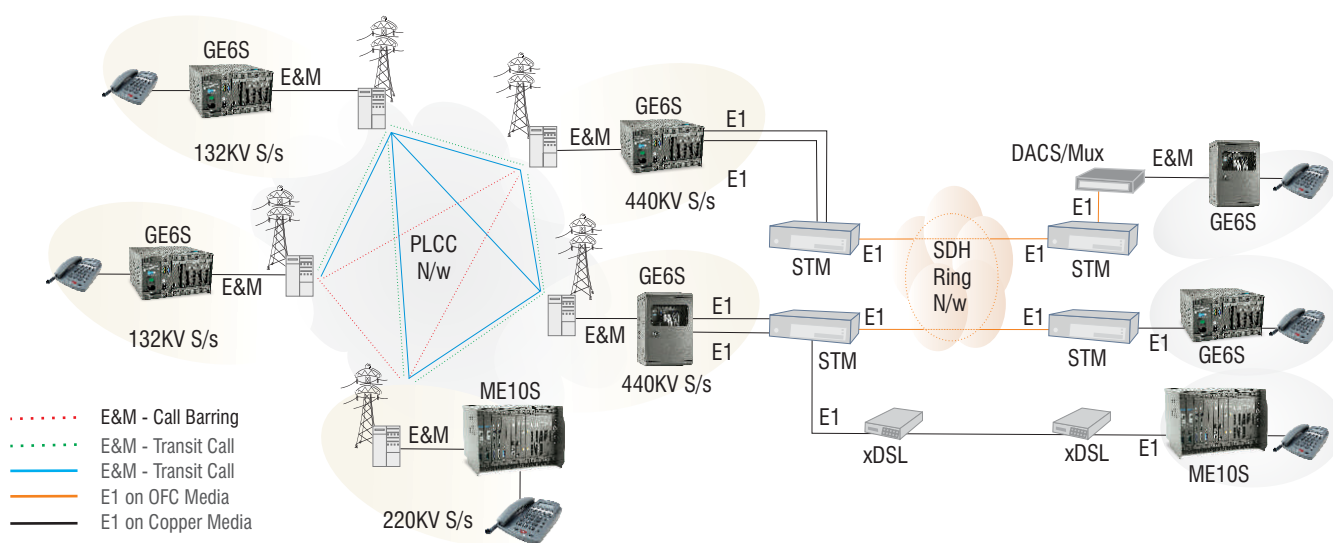 GE6S
E&M
132KV S/s
GE6S
E&M
132KV S/s
PLCC
N/w
E&M
GE6S
E1
E1
440KV S/s
E&M
GE6S
E1
E1
440KV S/s
ME10S
E&M
220KV S/s
STM
E1
SDH
Ring
N/w
E1
STM
E1
DACS/Mux
E&M
GE6S
STM
E1
E1
STM
E1
GE6S
E1
xDSL
xDSL
E1
ME10S
E&M - Call Barring
E&M - Transit Call
E&M - Transit Call
E1 on OFC Media
E1 on Copper Media